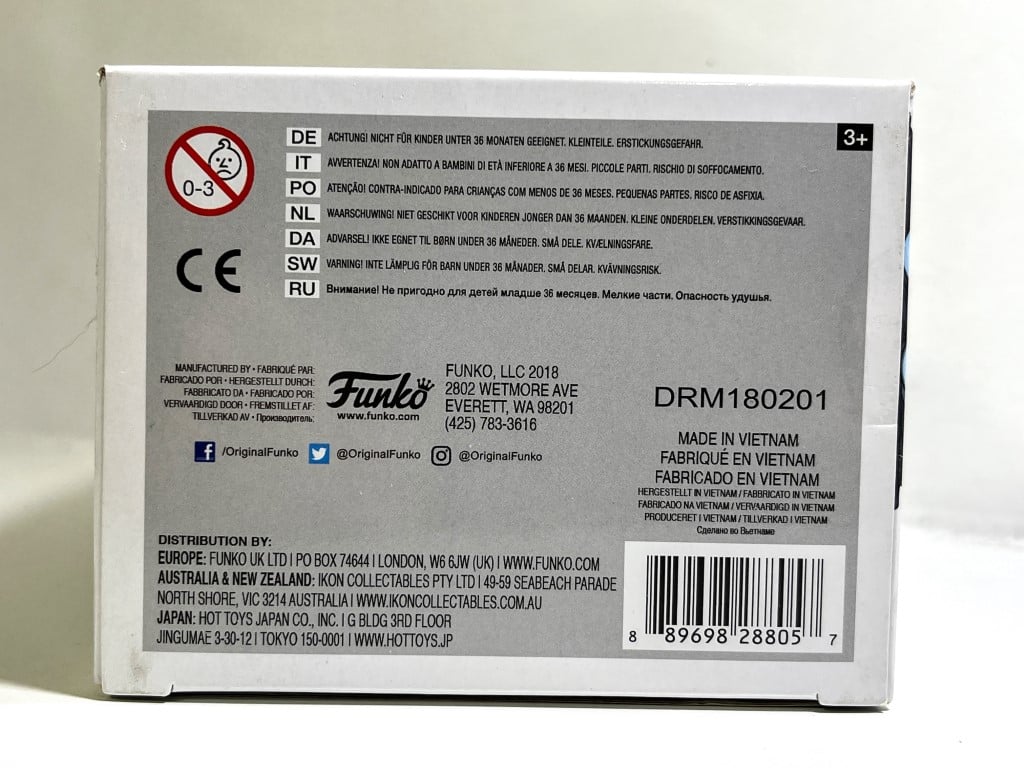 0-3
DE ACHTUNG! NICHT FÜR KINDER UNTER 36 MONATEN GEEIGNET. KLEINTEILE. ERSTICKUNGSGEFAHR.
IT AVVERTENZA! NON ADATTO A BAMBINI DI ETÀ INFERIORE A 36 MESI. PICCOLE PARTI. RISCHIO DI SOFFOCAMENTO.
PO ATENÇÃO! CONTRA-INDICADO PARA CRIANÇAS COM MENOS DE 36 MESES. PEQUENAS PARTES. RISCO DE ASFIXIA.
NL WAARSCHUWING! NIET GESCHIKT VOOR KINDEREN JONGER DAN 36 MAANDEN. KLEINE ONDERDELEN. VERSTIKKINGSGEVAAR.
DA ADVARSEL! IKKE EGNET TIL BØRN UNDER 36 MÅNEDER. SMÅ DELE. KVÆLNINGSFARE.
SW VARNING! INTE LÄMPLIG FÖR BARN UNDER 36 MÅNADER. SMÅ DELAR. KVÄVNINGSRISK.
RU Внимание! Не пригодно для детей младше 36 месяцев. Мелкие части. Опасность удушья.
3+
CE
MANUFACTURED BY • FABRIQUÉ PAR:
FABRICADO POR • HERGESTELLT DURCH:
FABBRICATO DA • FABRICADO POR:
VERVAARDIGD DOOR • FREMSTILLET AF:
TILLVERKAD AV • Производитель:
Funko
www.funko.com
FUNKO, LLC 2018
2802 WETMORE AVE
EVERETT, WA 98201
(425) 783-3616
/OriginalFunko @OriginalFunko @OriginalFunko
DRM180201
MADE IN VIETNAM
FABRIQUÉ EN VIETNAM
FABRICADO EN VIETNAM
HERGESTELLT IN VIETNAM / FABBRICATO IN VIETNAM
FABRICADO NA VIETNAM / VERVAARDIGD IN VIETNAM
PRODUCERET I VIETNAM / TILLVERKAD I VIETNAM
Сделано во Вьетнаме
DISTRIBUTION BY:
EUROPE: FUNKO UK LTD | PO BOX 74644 | LONDON, W6 6JW (UK) | WWW.FUNKO.COM
AUSTRALIA & NEW ZEALAND: IKON COLLECTABLES PTY LTD | 49-59 SEABEACH PARADE
NORTH SHORE, VIC 3214 AUSTRALIA | WWW.IKONCOLLECTABLES.COM.AU
JAPAN: HOT TOYS JAPAN CO., INC. | G BLDG 3RD FLOOR
JINGUMAE 3-30-12 | TOKYO 150-0001 | WWW.HOTTOYS.JP
8 89698 28805 7